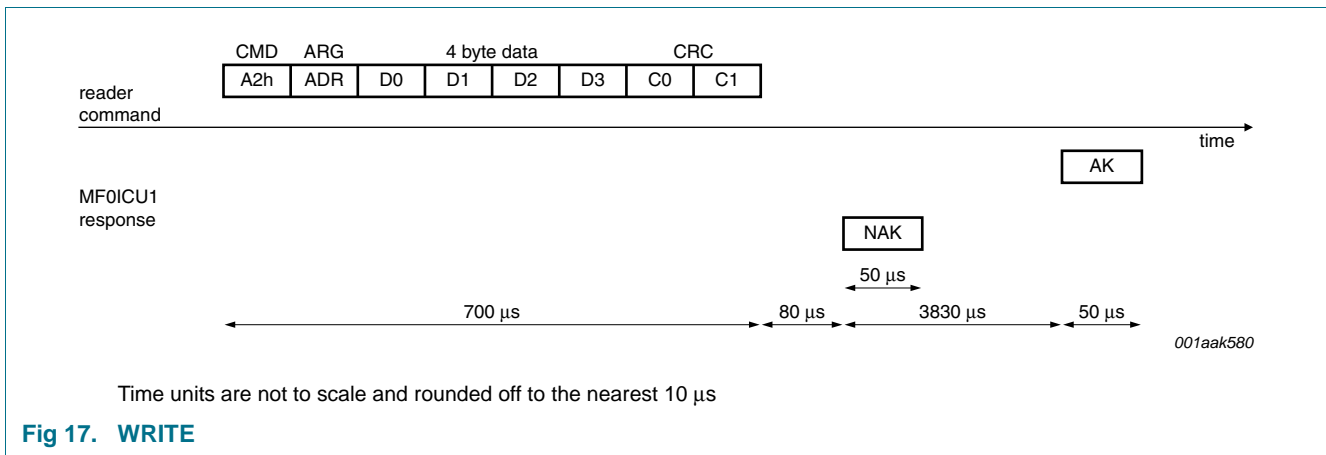 CMD ARG 4 byte data CRC
A2h ADR D0 D1 D2 D3 C0 C1
reader
command
time
AK
MF0ICU1
response
NAK
50 μs
700 μs 80 μs 3830 μs 50 μs
001aak580
Time units are not to scale and rounded off to the nearest 10 μs
Fig 17. WRITE